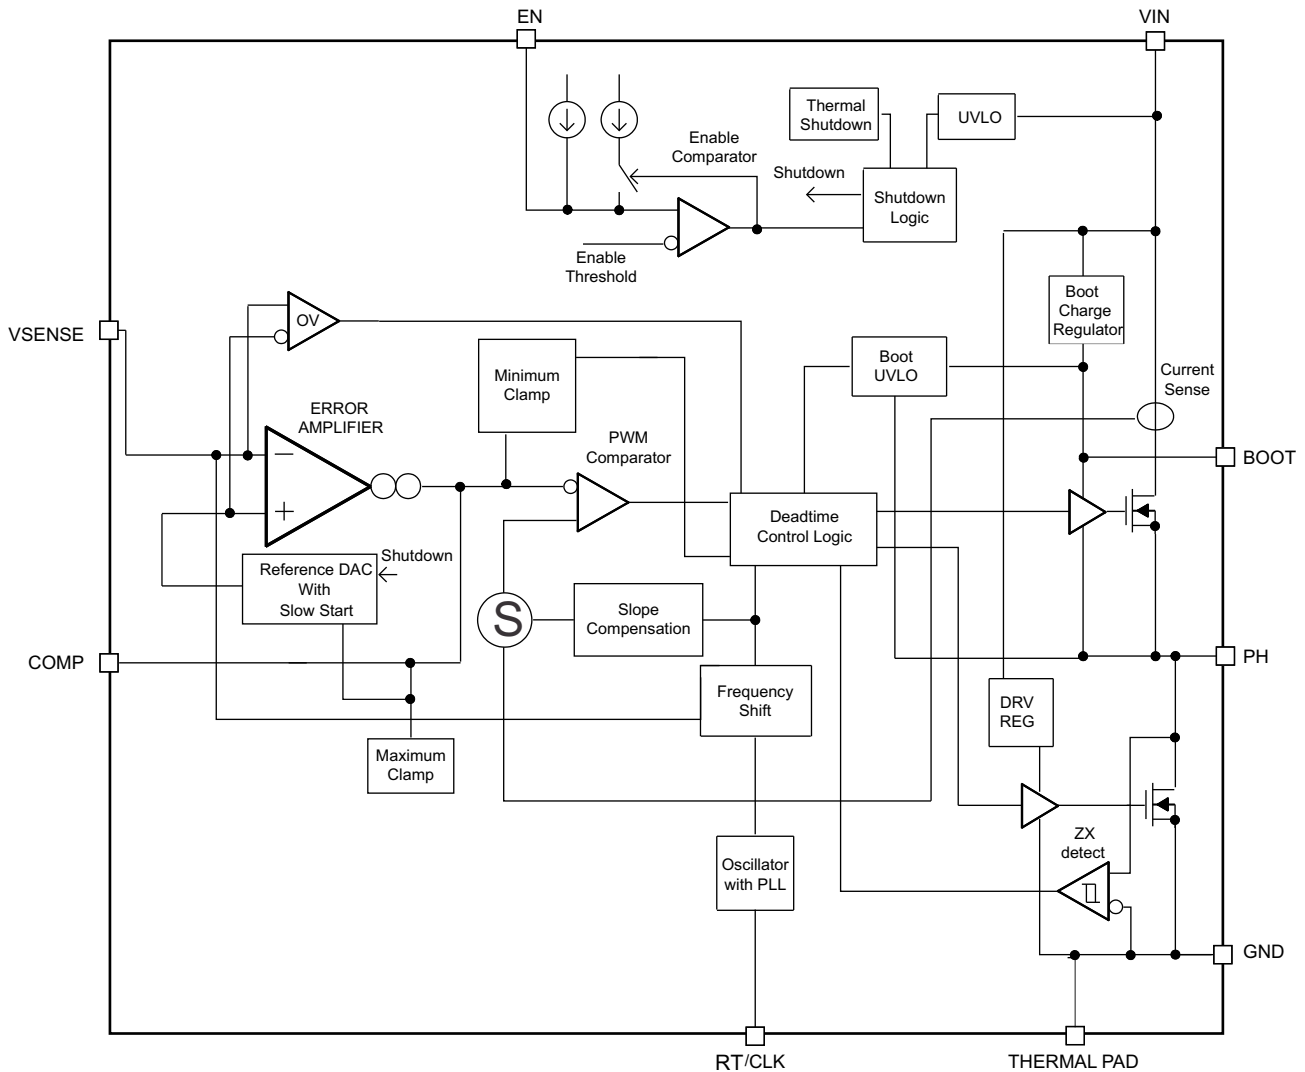 EN
VIN
Thermal
Shutdown
UVLO
Enable
Comparator
Shutdown
Shutdown
Logic
Enable
Threshold
Boot
Charge
Regulator
OV
VSENSE
Minimum
Clamp
Boot
UVLO
Current
Sense
ERROR
AMPLIFIER
PWM
Comparator
BOOT
−
+
Deadtime
Control Logic
Shutdown
Reference DAC
With
Slow Start
S
Slope
Compensation
COMP
PH
Frequency
Shift
DRV
REG
Maximum
Clamp
ZX
detect
Oscillator
with PLL
GND
RT/CLK
THERMAL PAD